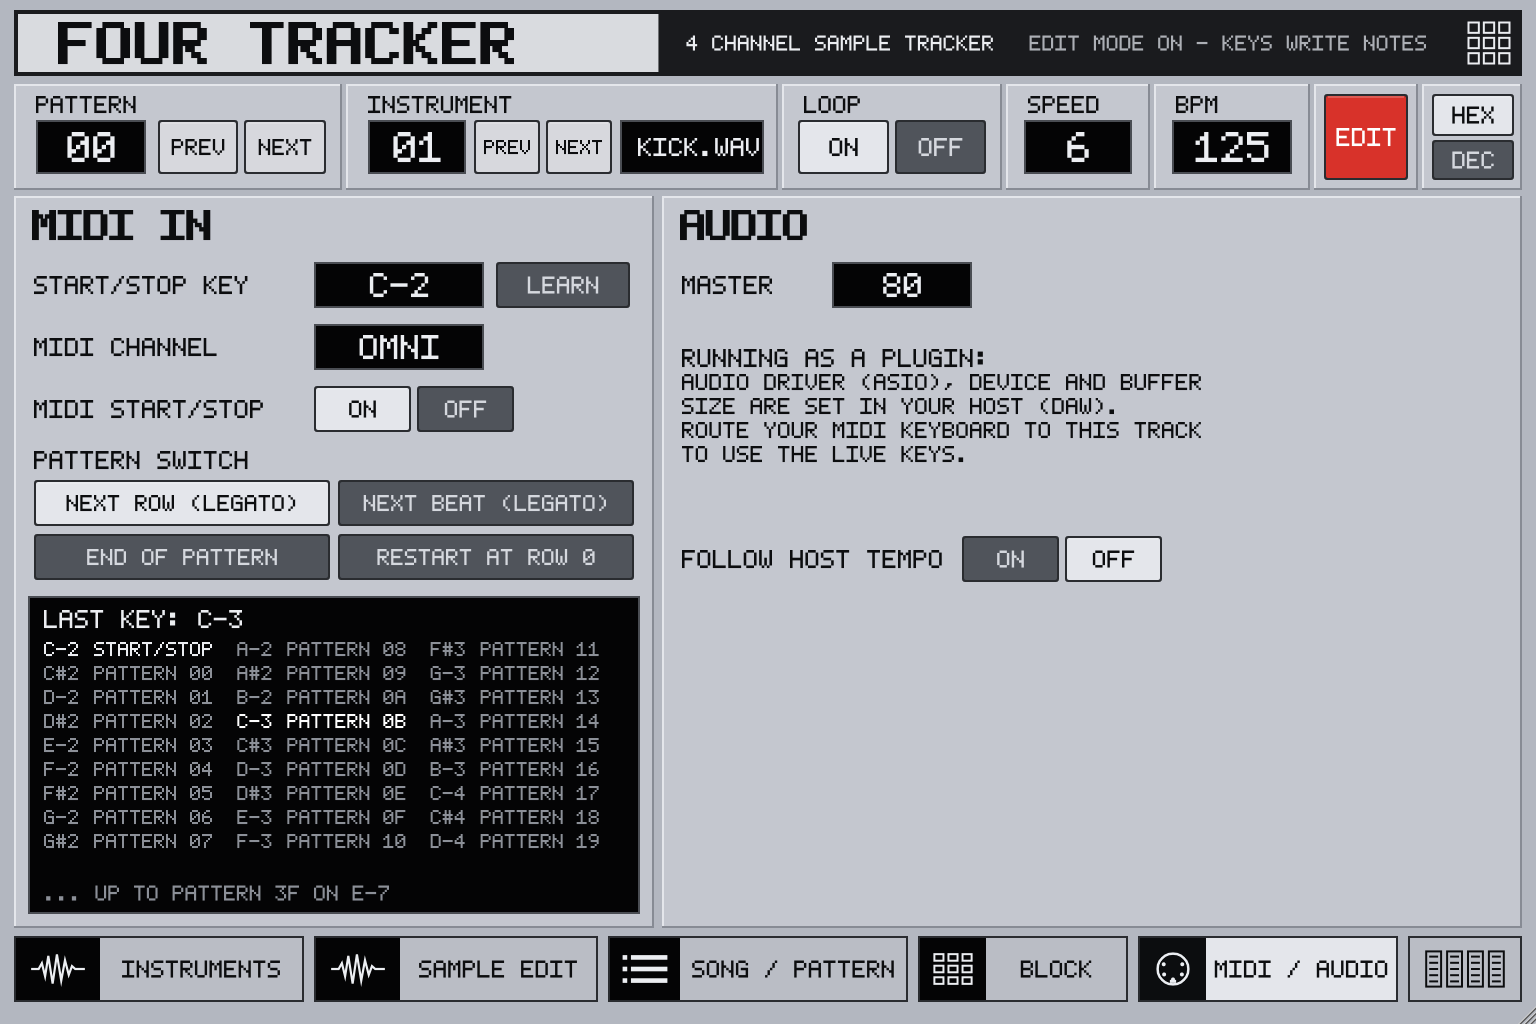 FOUR TRACKER
4 CHANNEL SAMPLE TRACKER
EDIT MODE ON - KEYS WRITE NOTES
PATTERN
00
PREV
NEXT
INSTRUMENT
01
PREV
NEXT
KICK.WAV
LOOP
ON
OFF
SPEED
6
BPM
125
EDIT
HEX
DEC
MIDI IN
START/STOP KEY
C-2
LEARN
MIDI CHANNEL
OMNI
MIDI START/STOP
ON
OFF
PATTERN SWITCH
NEXT ROW (LEGATO)
NEXT BEAT (LEGATO)
END OF PATTERN
RESTART AT ROW 0
LAST KEY: C-3
C-2 START/STOP
C#2 PATTERN 00
D-2 PATTERN 01
D#2 PATTERN 02
E-2 PATTERN 03
F-2 PATTERN 04
F#2 PATTERN 05
G-2 PATTERN 06
G#2 PATTERN 07
A-2 PATTERN 08
A#2 PATTERN 09
B-2 PATTERN 0A
C-3 PATTERN 0B
C#3 PATTERN 0C
D-3 PATTERN 0D
D#3 PATTERN 0E
E-3 PATTERN 0F
F-3 PATTERN 10
F#3 PATTERN 11
G-3 PATTERN 12
G#3 PATTERN 13
A-3 PATTERN 14
A#3 PATTERN 15
B-3 PATTERN 16
C-4 PATTERN 17
C#4 PATTERN 18
D-4 PATTERN 19
... UP TO PATTERN 3F ON E-7
AUDIO
MASTER
80
RUNNING AS A PLUGIN:
AUDIO DRIVER (ASIO), DEVICE AND BUFFER
SIZE ARE SET IN YOUR HOST (DAW).
ROUTE YOUR MIDI KEYBOARD TO THIS TRACK
TO USE THE LIVE KEYS.
FOLLOW HOST TEMPO
ON
OFF
INSTRUMENTS
SAMPLE EDIT
SONG / PATTERN
BLOCK
MIDI / AUDIO